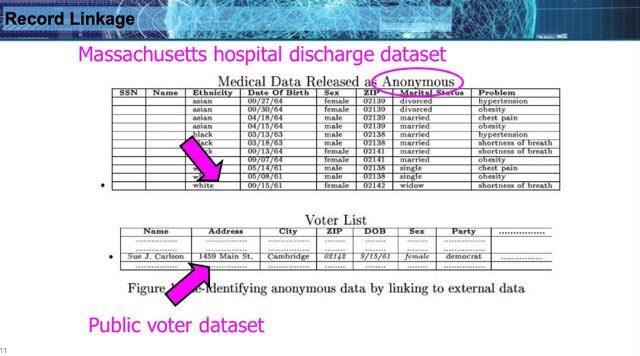 Record Linkage
Massachusetts hospital discharge dataset
Medical Data Released as Anonymous
SSN Name Ethnicity Date Of Birth Sex ZIP Marital Status Problem
asian 09/27/64 female 02139 divorced hypertension
asian 09/30/64 female 02139 divorced obesity
asian 04/18/64 male 02139 married chest pain
asian 04/15/64 male 02139 married obesity
black 03/13/63 male 02138 married hypertension
black 03/18/63 male 02138 married shortness of breath
09/13/64 female 02141 married shortness of breath
09/07/64 female 02141 married obesity
05/14/61 male 02138 single chest pain
05/08/61 male 02138 single obesity
white 09/15/61 female 02142 widow shortness of breath
Voter List
Name Address City ZIP DOB Sex Party ................
Sue J. Carlson 1459 Main St. Cambridge 02142 9/15/61 female democrat ...............
Figure 1 e-identifying anonymous data by linking to external data
Public voter dataset
11